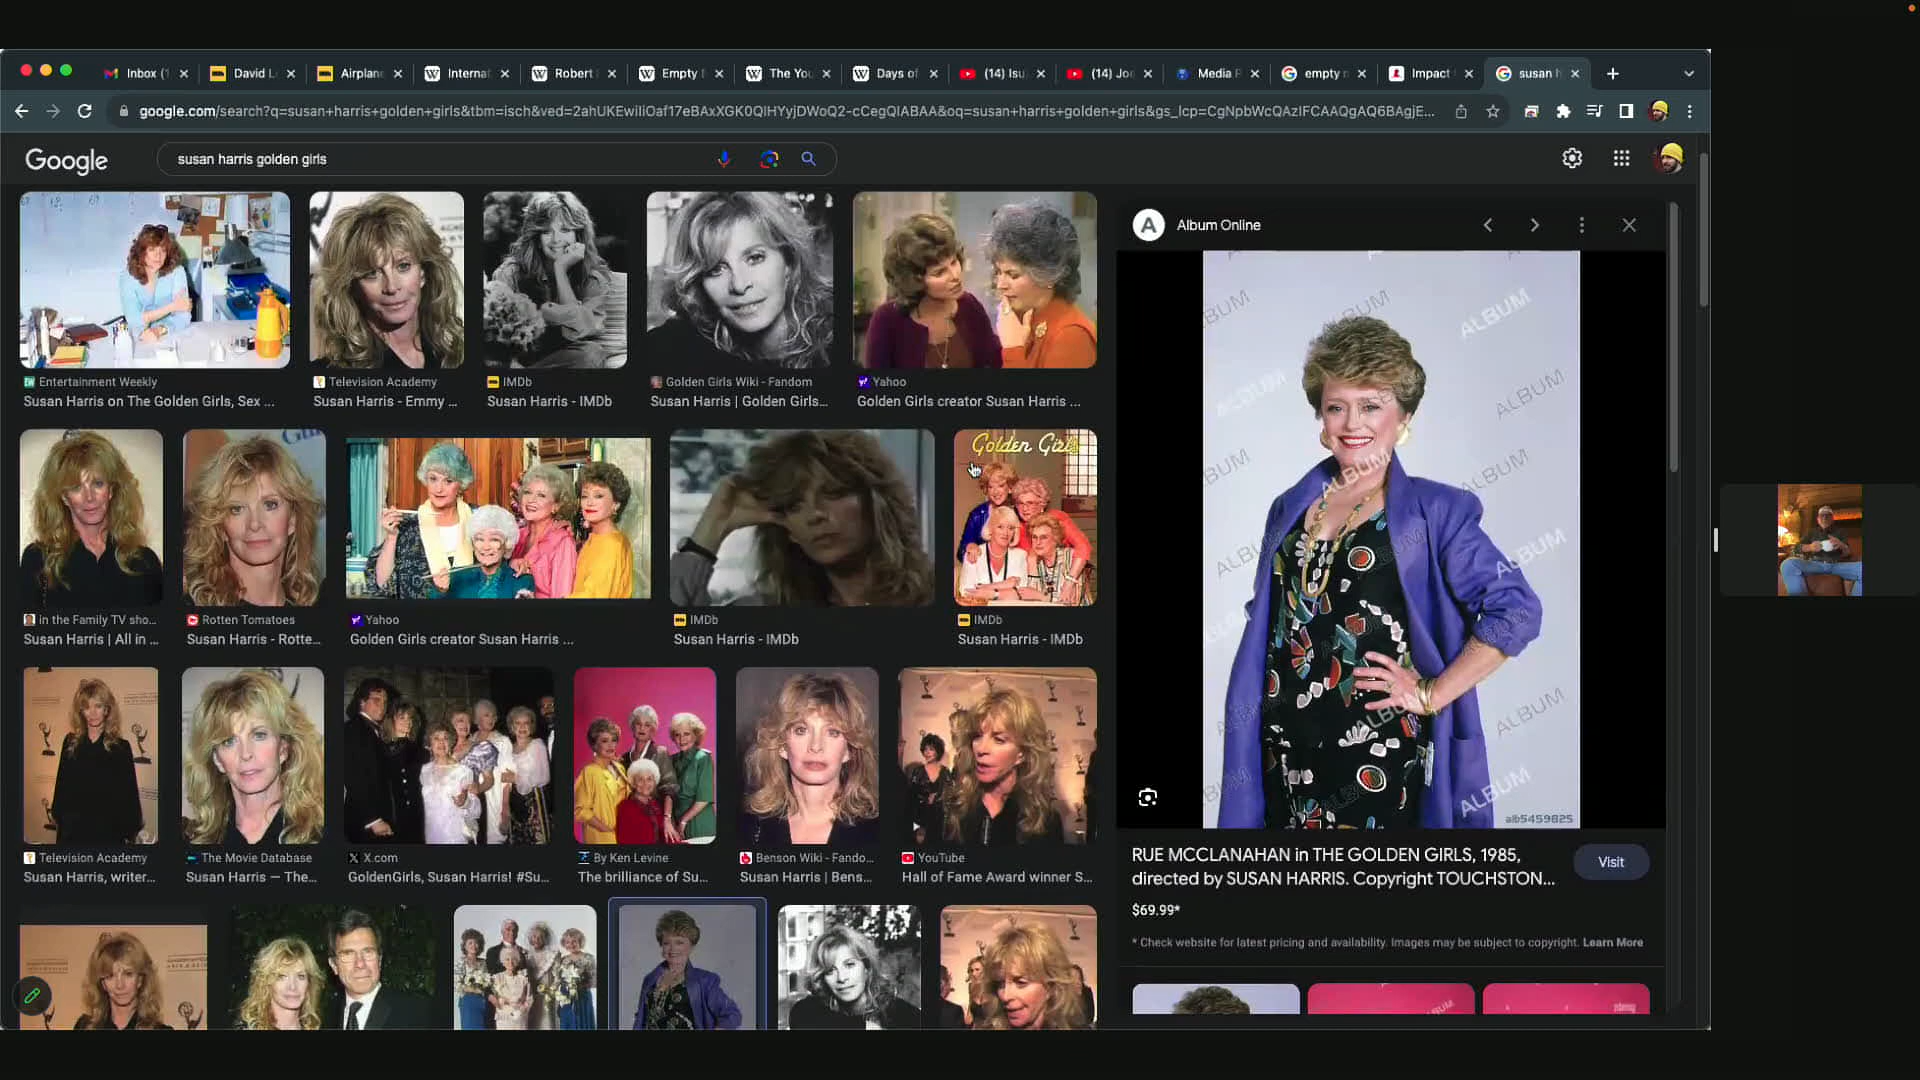 Inbox (1
David L
Airplan
Internat
Robert
Empty N
The You
Days of
(14) Isu
(14) Joe
Media P
empty n
Impact
susan h
google.com/search?q=susan+harris+golden+girls&tbm=isch&ved=2ahUKEwiliOaf17eBAxXGK0QIHYyjDWoQ2-cCegQIABAA&oq=susan+harris+golden+girls&gs_lcp=CgNpbWcQAzIFCAAQgAQ6BAgjE...
Google
susan harris golden girls
A Album Online
Entertainment Weekly
Susan Harris on The Golden Girls, Sex ...
Television Academy
Susan Harris - Emmy ...
IMDb
Susan Harris - IMDb
Golden Girls Wiki - Fandom
Susan Harris | Golden Girls...
Yahoo
Golden Girls creator Susan Harris ...
Golden Girls
in the Family TV sho...
Susan Harris | All in ...
Rotten Tomatoes
Susan Harris - Rotte...
Yahoo
Golden Girls creator Susan Harris ...
IMDb
Susan Harris - IMDb
IMDb
Susan Harris - IMDb
Television Academy
Susan Harris, writer...
The Movie Database
Susan Harris — The...
X.com
GoldenGirls, Susan Harris! #Su...
By Ken Levine
The brilliance of Su...
Benson Wiki - Fando...
Susan Harris | Bens...
YouTube
Hall of Fame Award winner S...
ALBUM
alb5459825
RUE MCCLANAHAN in THE GOLDEN GIRLS, 1985,
directed by SUSAN HARRIS. Copyright TOUCHSTON...
Visit
$69.99*
* Check website for latest pricing and availability. Images may be subject to copyright. Learn More